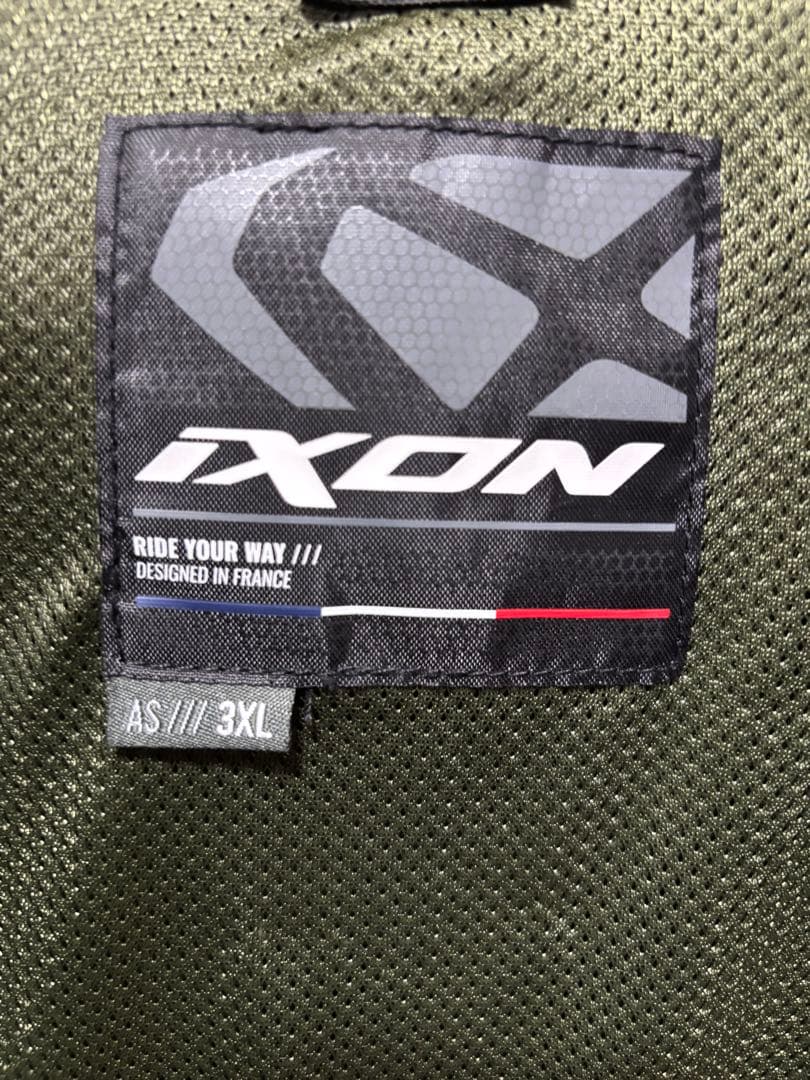 iXON
RIDE YOUR WAY ///
DESIGNED IN FRANCE
AS /// 3XL